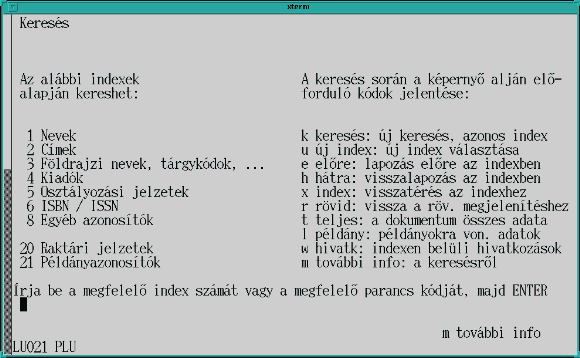 xterm
Keresés
Az alábbi indexek A keresés során a képernyő alján elő-
alapján kereshet: forduló kódok jelentése:
1 Nevek k keresés: új keresés, azonos index
2 Címek u új index: új index választása
3 Földrajzi nevek, tárgykódok, ... e előre: lapozás előre az indexben
4 Kiadók h hátra: visszalapozás az indexben
5 Osztályozási jelzetek x index: visszatérés az indexhez
6 ISBN / ISSN r rövid: vissza a röv. megjelenítéshez
8 Egyéb azonosítók t teljes: a dokumentum összes adata
l példány: példányokra von. adatok
20 Raktári jelzetek w hivatk: indexen belüli hivatkozások
21 Példányazonosítók m további info: a keresésről
Írja be a megfelelő index számát vagy a megfelelő parancs kódját, majd ENTER
m további info
LU021 PLU